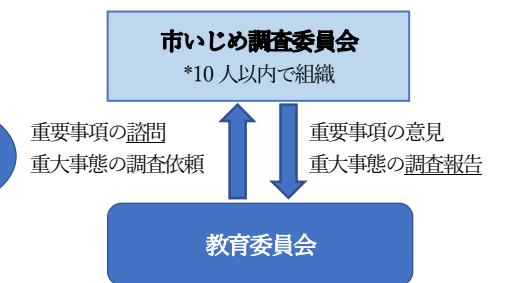 市いじめ調査委員会
*10 人以内で組織
重要事項の諮問
重大事態の調査依頼
重要事項の意見
重大事態の調査報告
教育委員会